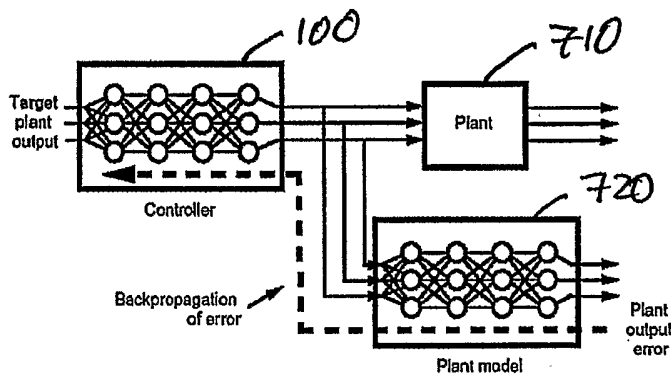 100
710
Target
plant
output
Plant
Controller
720
Backpropagation
of error
Plant
output
error
Plant model